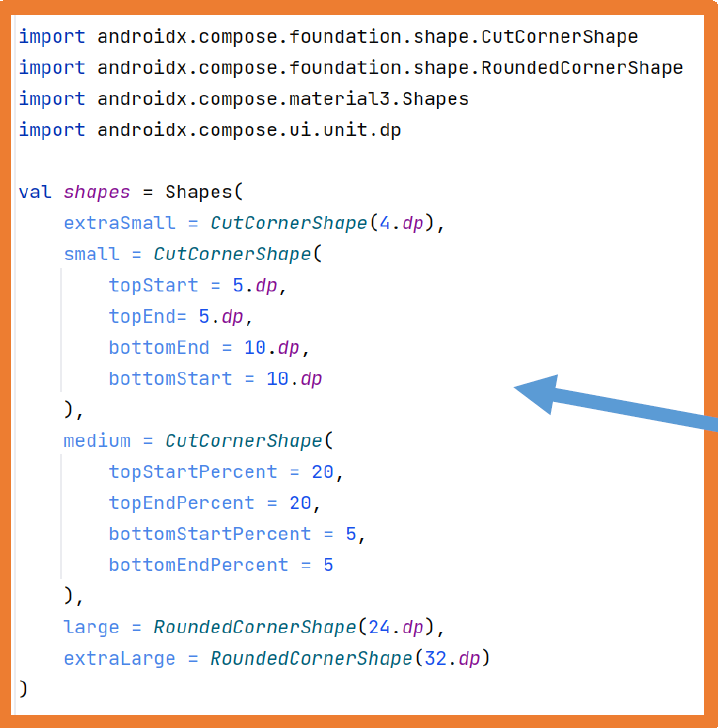 import androidx.compose.foundation.shape.CutCornerShape
import androidx.compose.foundation.shape.RoundedCornerShape
import androidx.compose.material3.Shapes
import androidx.compose.ui.unit.dp

val shapes = Shapes(
    extraSmall = CutCornerShape(4.dp),
    small = CutCornerShape(
        topStart = 5.dp,
        topEnd= 5.dp,
        bottomEnd = 10.dp,
        bottomStart = 10.dp
    ),
    medium = CutCornerShape(
        topStartPercent = 20,
        topEndPercent = 20,
        bottomStartPercent = 5,
        bottomEndPercent = 5
    ),
    large = RoundedCornerShape(24.dp),
    extraLarge = RoundedCornerShape(32.dp)
)